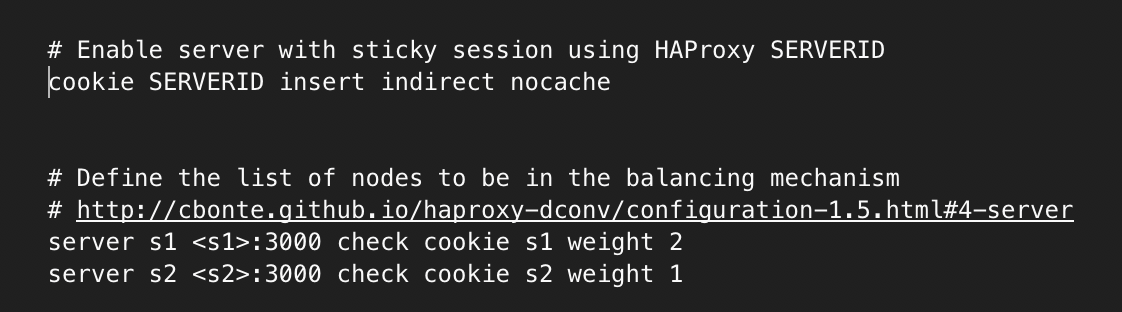 # Enable server with sticky session using HAProxy SERVERID
cookie SERVERID insert indirect nocache
# Define the list of nodes to be in the balancing mechanism
# http://cbonte.github.io/haproxy-dconv/configuration-1.5.html#4-server
server s1 <s1>:3000 check cookie s1 weight 2
server s2 <s2>:3000 check cookie s2 weight 1